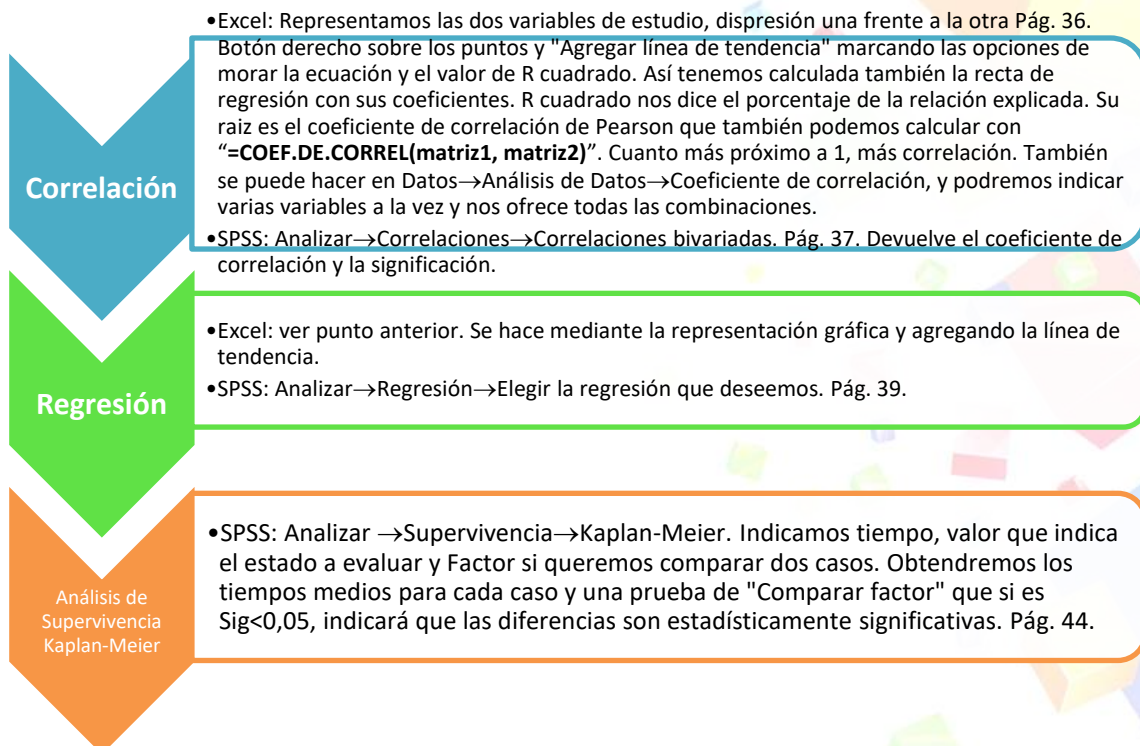 Correlación
•Excel: Representamos las dos variables de estudio, dispresión una frente a la otra Pág. 36.
Botón derecho sobre los puntos y "Agregar línea de tendencia" marcando las opciones de
morar la ecuación y el valor de R cuadrado. Así tenemos calculada también la recta de
regresión con sus coeficientes. R cuadrado nos dice el porcentaje de la relación explicada. Su
raiz es el coeficiente de correlación de Pearson que también podemos calcular con
“=COEF.DE.CORREL(matriz1, matriz2)”. Cuanto más próximo a 1, más correlación. También
se puede hacer en Datos→Análisis de Datos→Coeficiente de correlación, y podremos indicar
varias variables a la vez y nos ofrece todas las combinaciones.
•SPSS: Analizar→Correlaciones→Correlaciones bivariadas. Pág. 37. Devuelve el coeficiente de
correlación y la significación.
Regresión
•Excel: ver punto anterior. Se hace mediante la representación gráfica y agregando la línea de
tendencia.
•SPSS: Analizar→Regresión→Elegir la regresión que deseemos. Pág. 39.
Análisis de
Supervivencia
Kaplan-Meier
•SPSS: Analizar →Supervivencia→Kaplan-Meier. Indicamos tiempo, valor que indica
el estado a evaluar y Factor si queremos comparar dos casos. Obtendremos los
tiempos medios para cada caso y una prueba de "Comparar factor" que si es
Sig<0,05, indicará que las diferencias son estadísticamente significativas. Pág. 44.